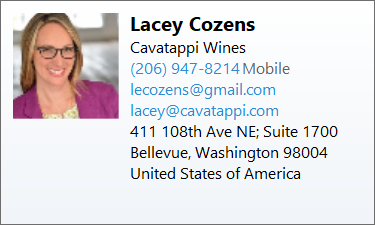 Lacey Cozens
Cavatappi Wines
(206) 947-8214 Mobile
lecozens@gmail.com
lacey@cavatappi.com
411 108th Ave NE; Suite 1700
Bellevue, Washington 98004
United States of America